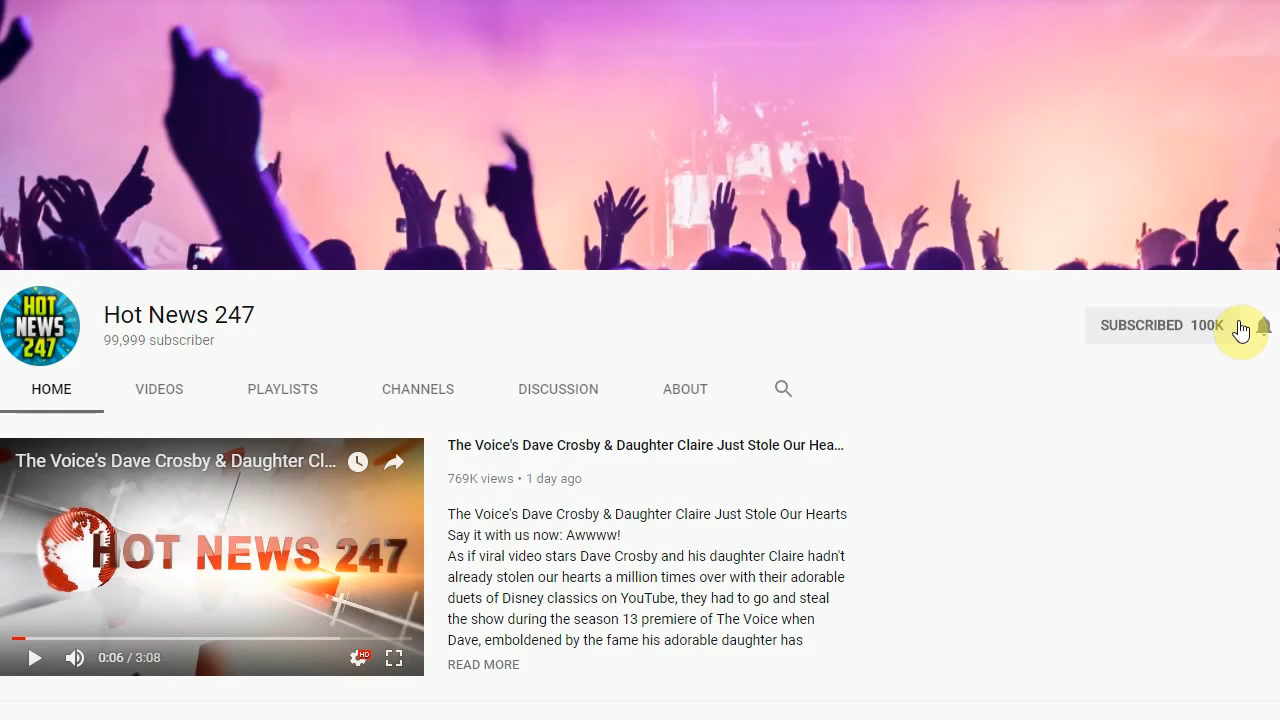 HOT
NEWS
247
Hot News 247
99,999 subscriber
SUBSCRIBED 100K
HOME
VIDEOS
PLAYLISTS
CHANNELS
DISCUSSION
ABOUT
The Voice's Dave Crosby & Daughter Cl...
HOT NEWS 247
0:06 / 3:08
HD
The Voice's Dave Crosby & Daughter Claire Just Stole Our Hea...
769K views • 1 day ago
The Voice's Dave Crosby & Daughter Claire Just Stole Our Hearts
Say it with us now: Awwww!
As if viral video stars Dave Crosby and his daughter Claire hadn't
already stolen our hearts a million times over with their adorable
duets of Disney classics on YouTube, they had to go and steal
the show during the season 13 premiere of The Voice when
Dave, emboldened by the fame his adorable daughter has
READ MORE